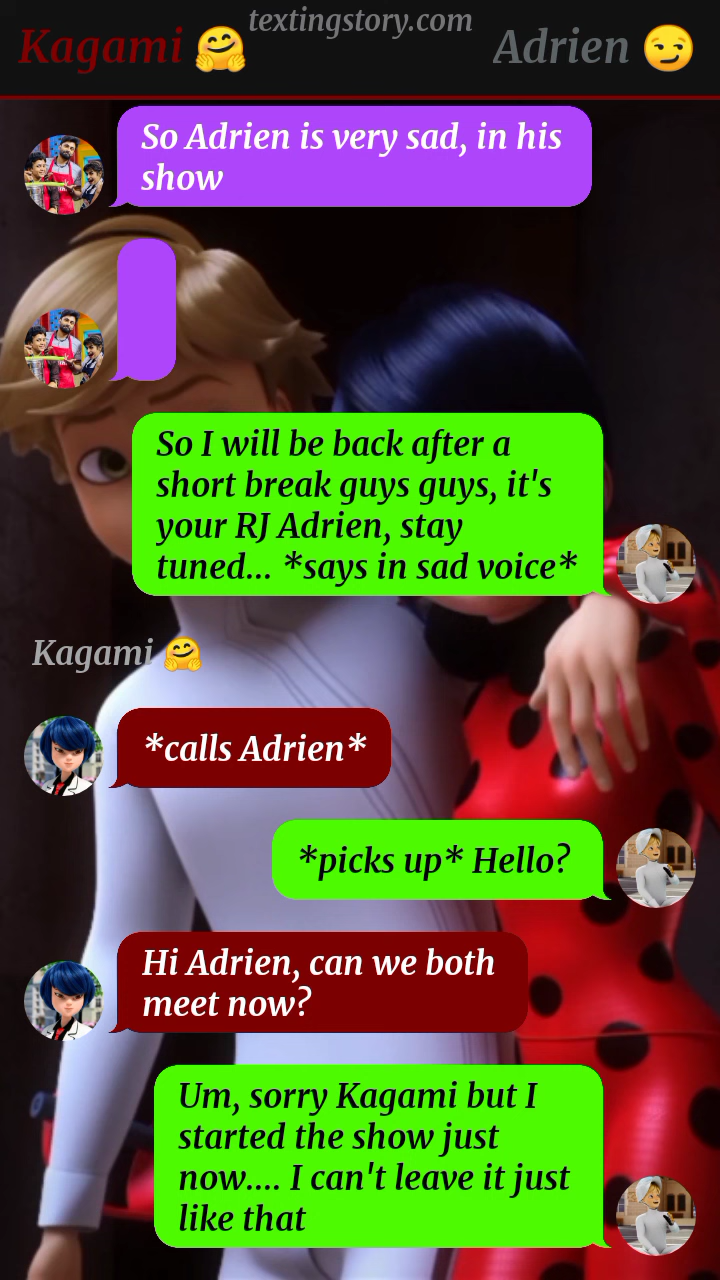 textingstory.com
Kagami 🤗 Adrien 😏
So Adrien is very sad, in his
show
So I will be back after a
short break guys guys, it's
your RJ Adrien, stay
tuned... *says in sad voice*
Kagami 🤗
*calls Adrien*
*picks up* Hello?
Hi Adrien, can we both
meet now?
Um, sorry Kagami but I
started the show just
now.... I can't leave it just
like that